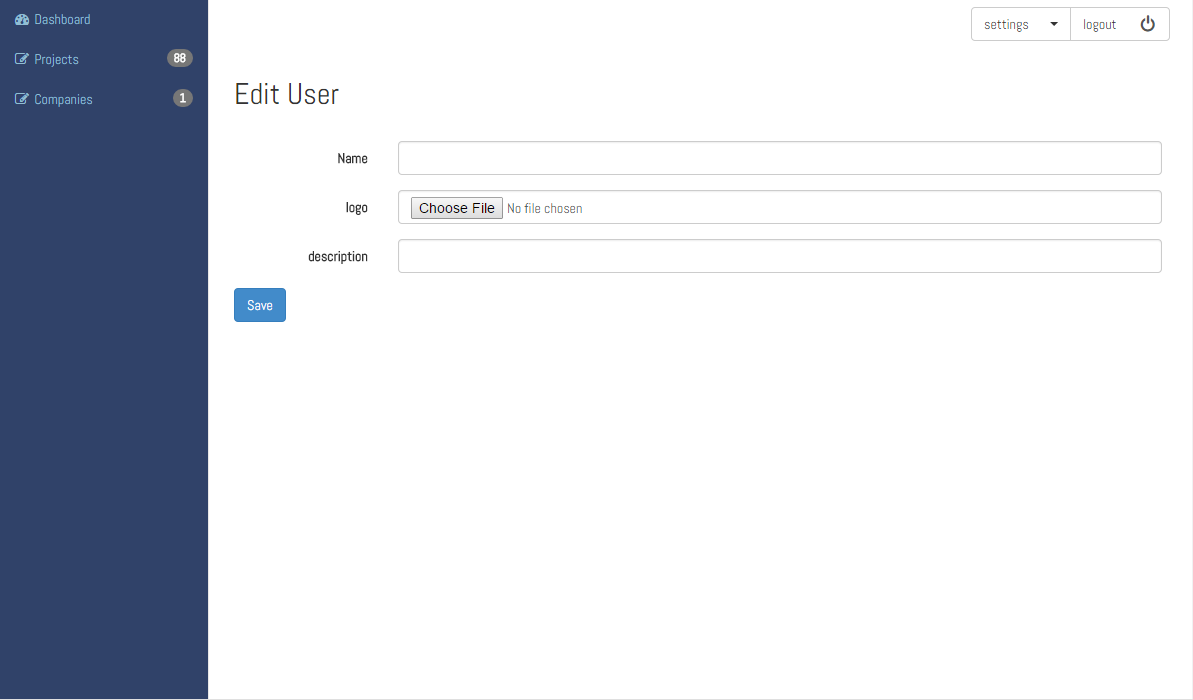 Dashboard
Projects 88
Companies 1
settings logout
Edit User
Name
logo Choose File No file chosen
description
Save